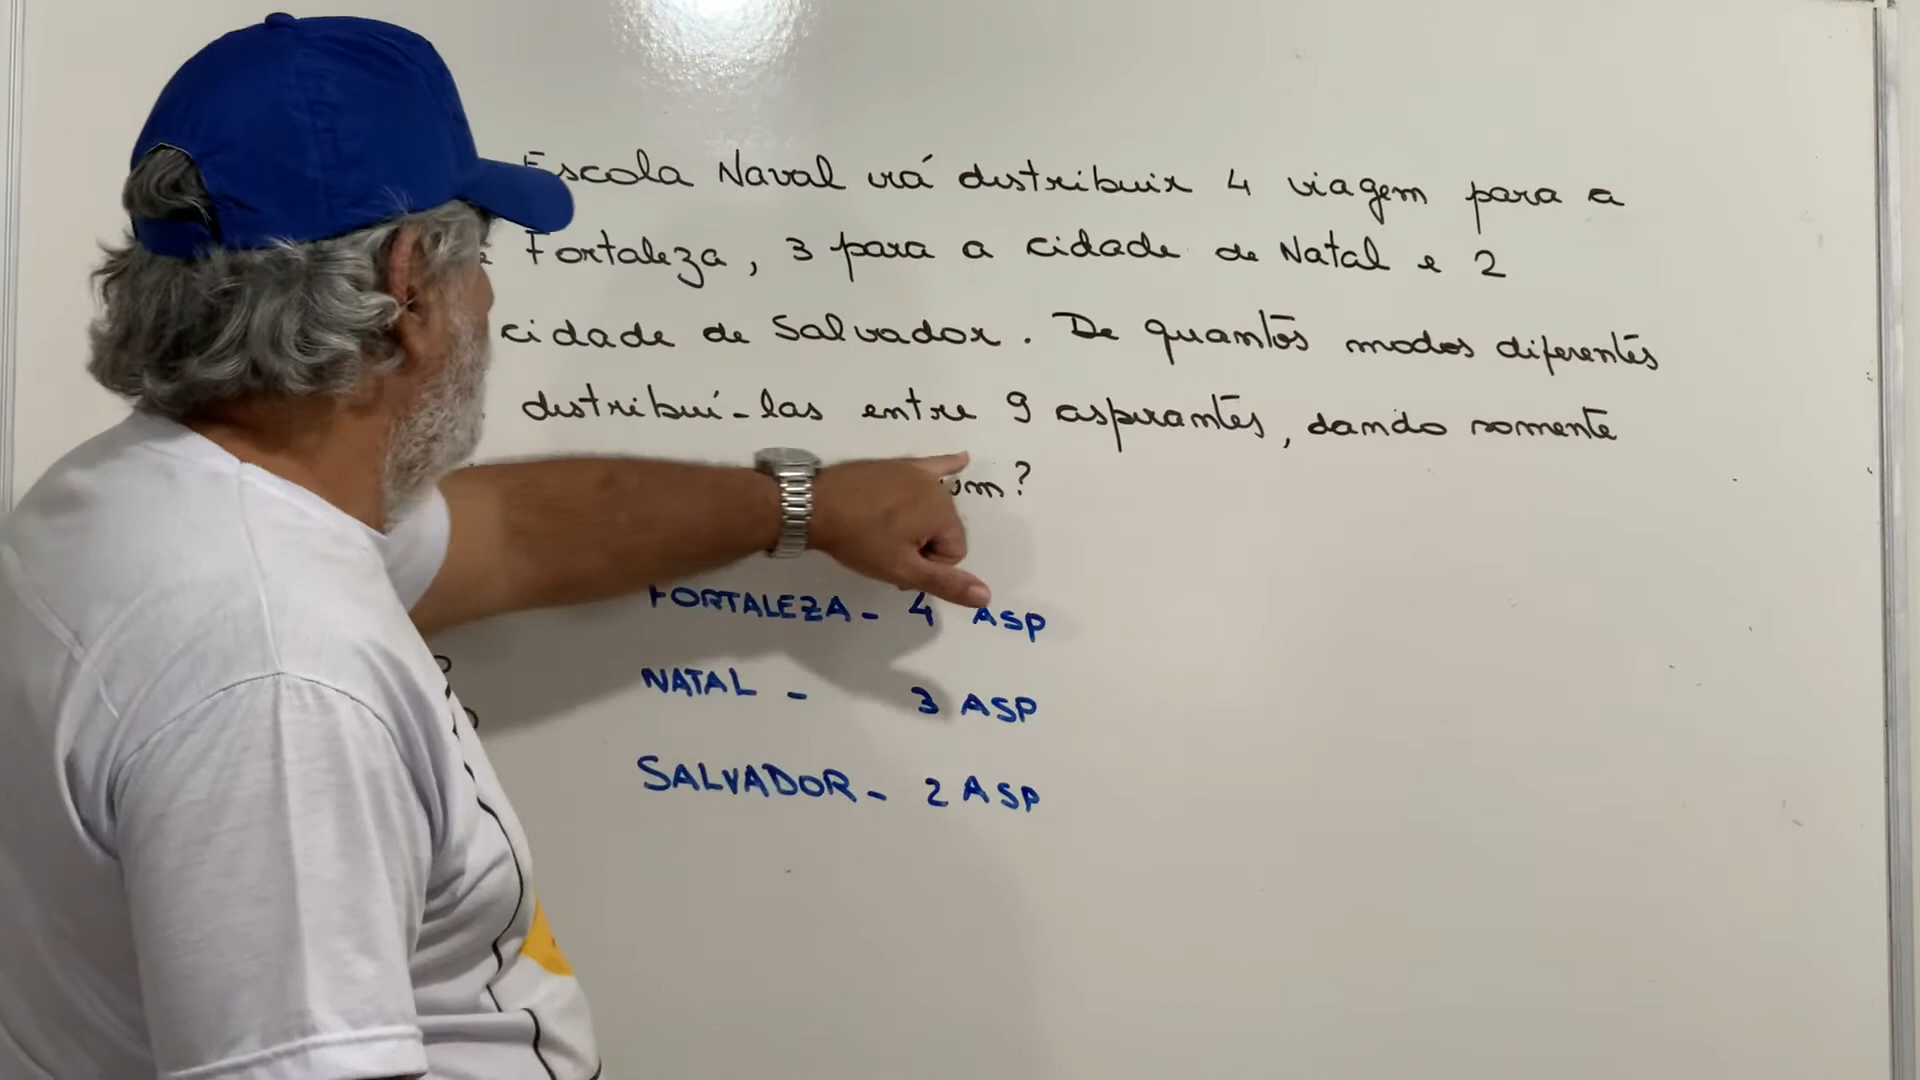 Escola Naval irá distribuir 4 viagem para a
Fortaleza, 3 para a cidade de Natal e 2
cidade de Salvador. De quantos modos diferentes
distribuí-las entre 9 aspirantes, dando somente
um?
FORTALEZA - 4 ASP
NATAL - 3 ASP
SALVADOR - 2 ASP